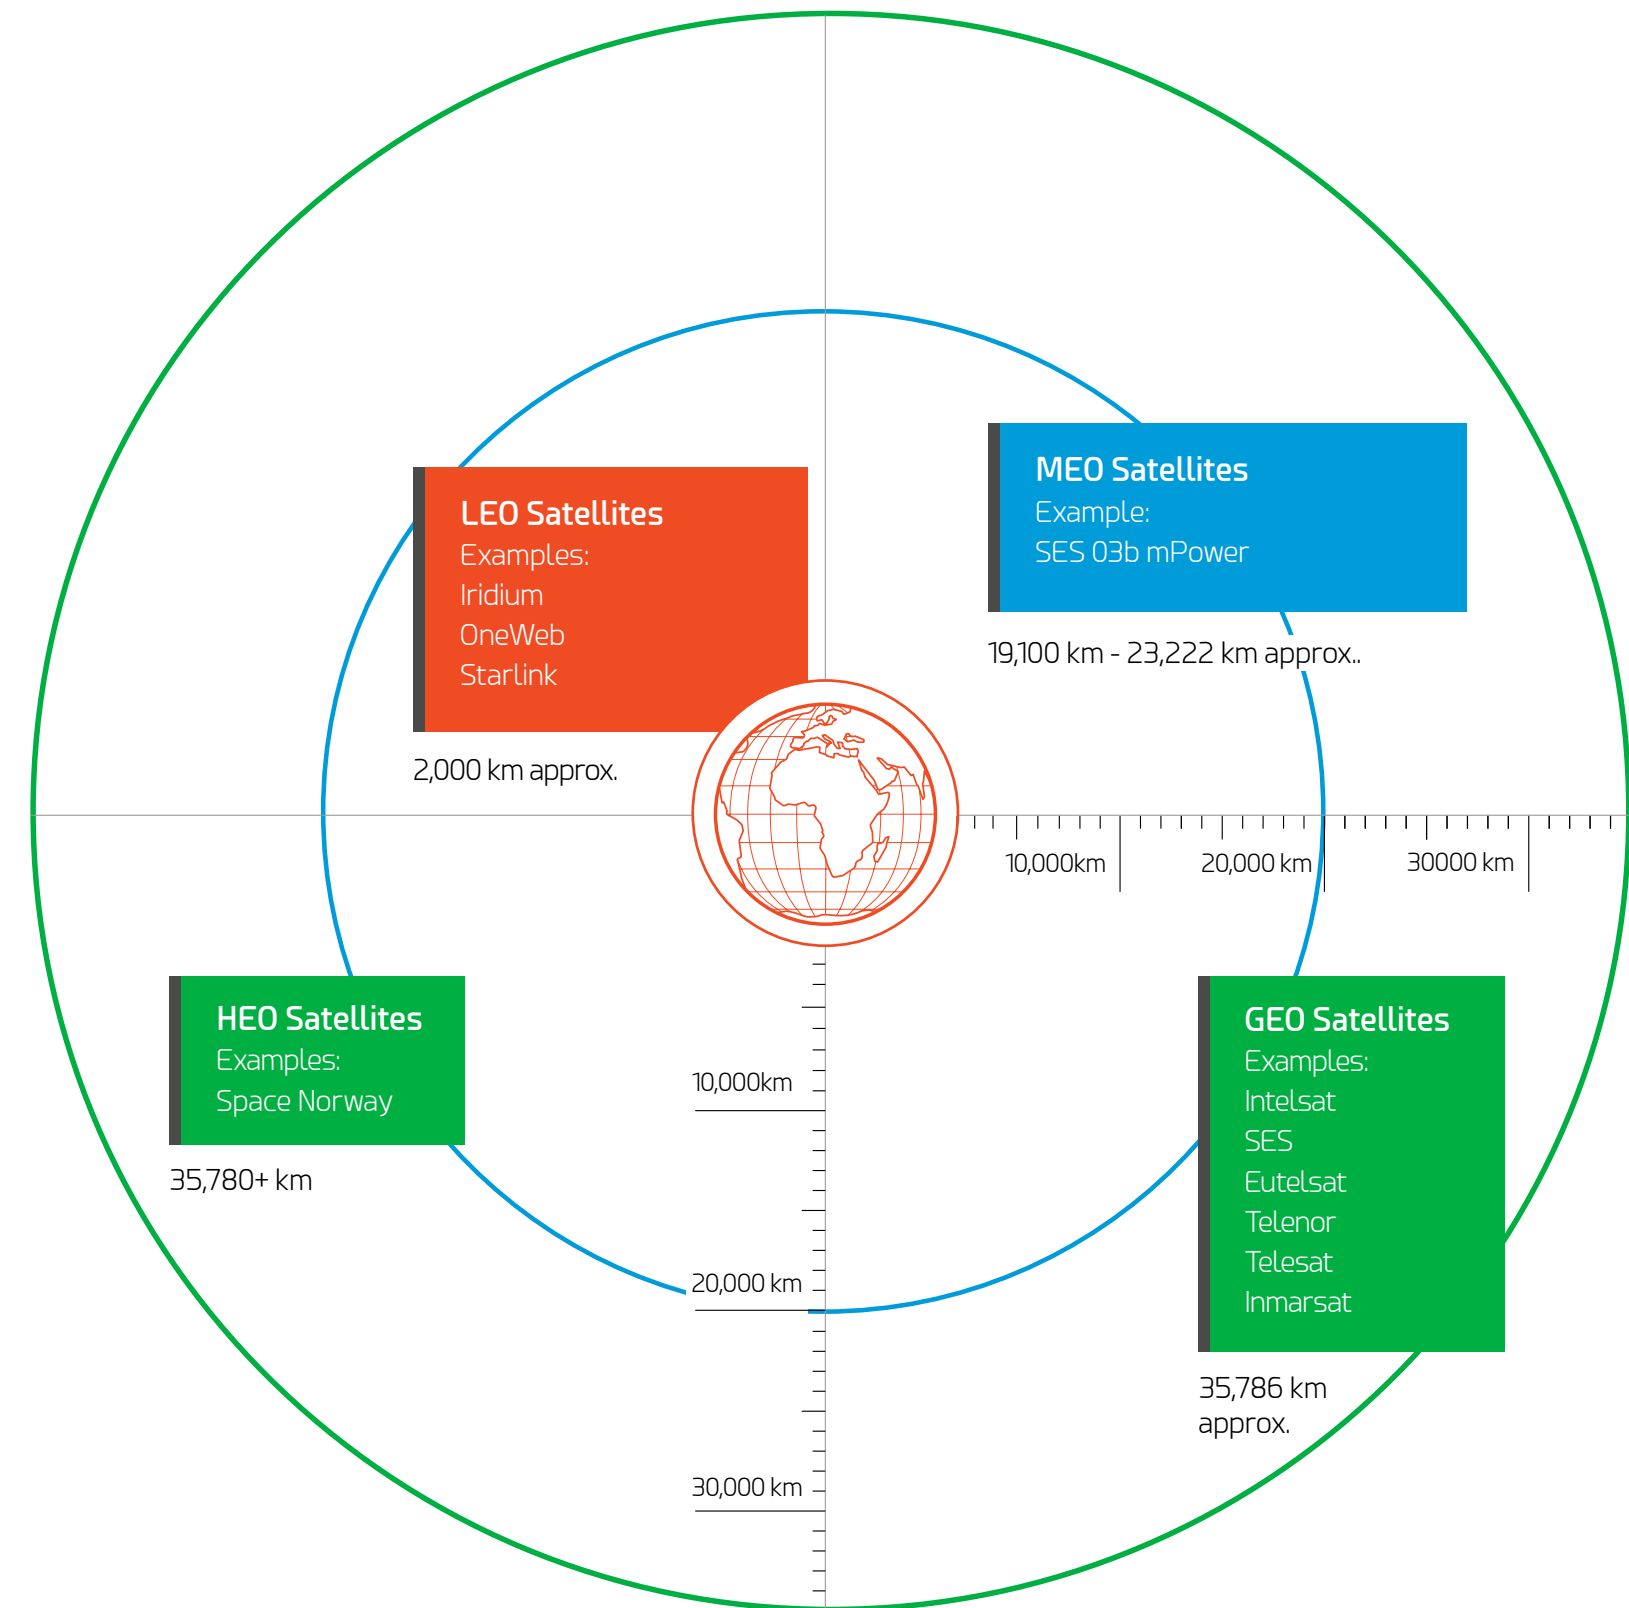 LEO Satellites
Examples:
Iridium
OneWeb
Starlink
2,000 km approx.
MEO Satellites
Example:
SES 03b mPower
19,100 km - 23,222 km approx..
10,000km
20,000 km
30000 km
HEO Satellites
Examples:
Space Norway
35,780+ km
10,000km
20,000 km
30,000 km
GEO Satellites
Examples:
Intelsat
SES
Eutelsat
Telenor
Telesat
Inmarsat
35,786 km
approx.